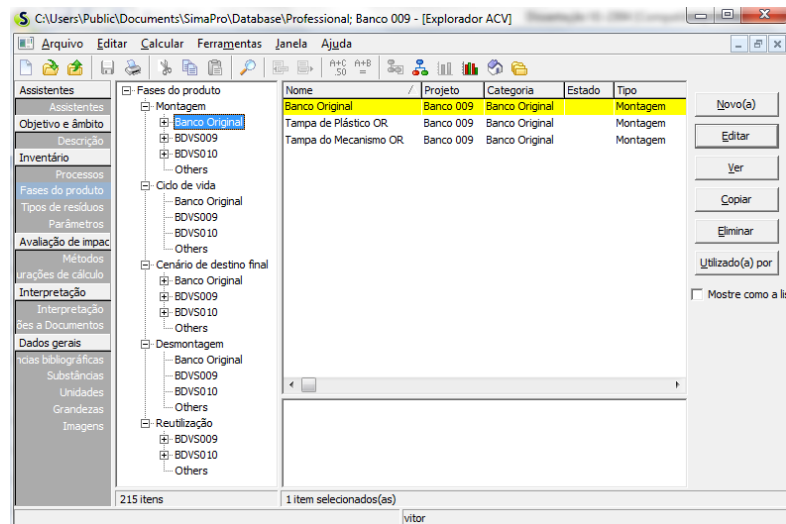 S C:\Users\Public\Documents\SimaPro\Database\Professional; Banco 009 - [Explorador ACV]
Arquivo Editar Calcular Ferramentas Janela Ajuda
A+C .50 A+B =
Assistentes
Assistentes
Objetivo e âmbito
Descrição
Inventário
Processos
Fases do produto
Tipos de resíduos
Parâmetros
Avaliação de impac
Métodos
urações de cálculo
Interpretação
Interpretação
ões a Documentos
Dados gerais
ncias bibliográficas
Substâncias
Unidades
Grandezas
Imagens
Fases do produto
Montagem
Banco Original
BDVS009
BDVS010
Others
Ciclo de vida
Banco Original
BDVS009
BDVS010
Others
Cenário de destino final
Banco Original
BDVS009
BDVS010
Others
Desmontagem
Banco Original
BDVS009
BDVS010
Others
Reutilização
BDVS009
BDVS010
Others
Nome / Projeto Categoria Estado Tipo
Banco Original Banco 009 Banco Original Montagem
Tampa de Plástico OR Banco 009 Banco Original Montagem
Tampa do Mecanismo OR Banco 009 Banco Original Montagem
Novo(a)
Editar
Ver
Copiar
Eliminar
Utilizado(a) por
Mostre como a lis
215 itens 1 item selecionados(as)
vitor